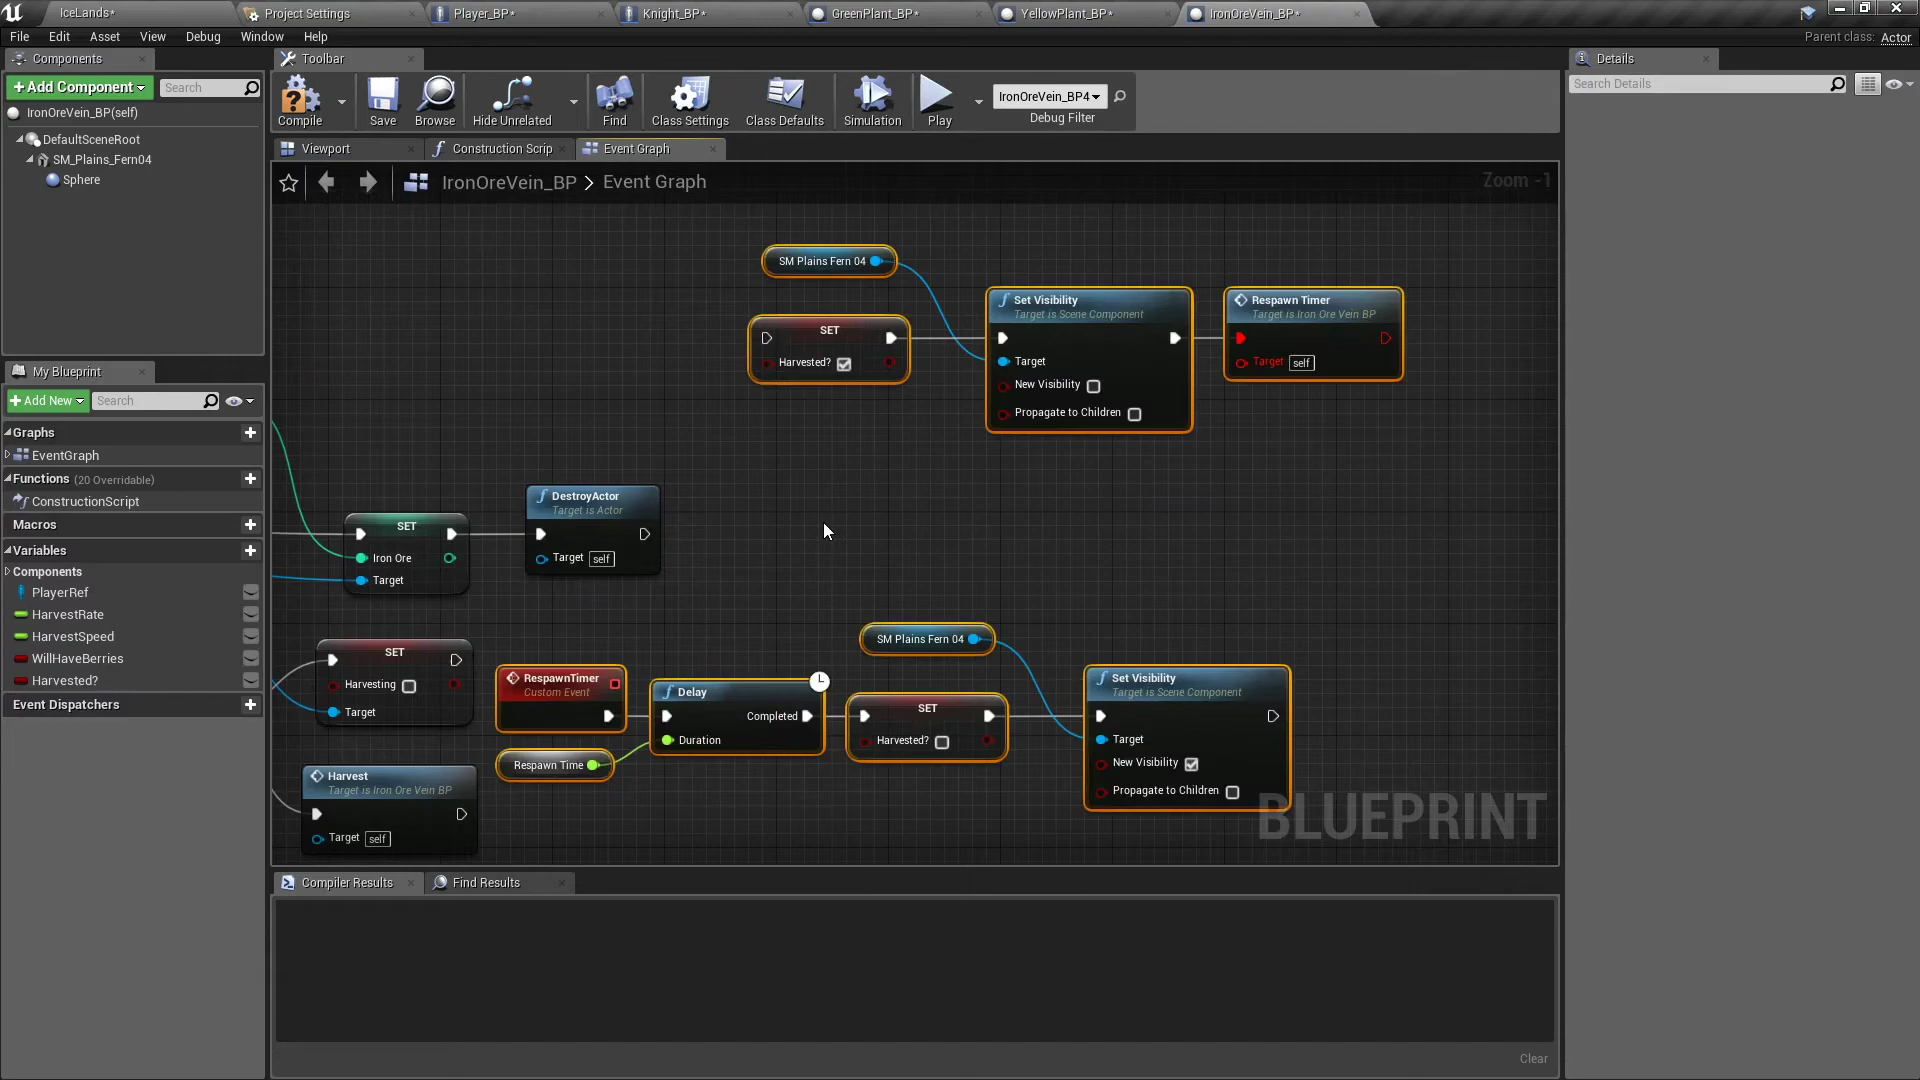 IceLands*
Project Settings
Player_BP*
Knight_BP*
GreenPlant_BP*
YellowPlant_BP*
IronOreVein_BP*
File Edit Asset View Debug Window Help
Parent class: Actor
Components
Toolbar
Details
+Add Component
Search
Search Details
IronOreVein_BP(self)
DefaultSceneRoot
SM_Plains_Fern04
Sphere
Compile
Save
Browse
Hide Unrelated
Find
Class Settings
Class Defaults
Simulation
Play
IronOreVein_BP4
Debug Filter
Viewport
Construction Scrip
Event Graph
IronOreVein_BP > Event Graph
Zoom -1
My Blueprint
+Add New
Search
Graphs
EventGraph
Functions (20 Overridable)
ConstructionScript
Macros
Variables
Components
PlayerRef
HarvestRate
HarvestSpeed
WillHaveBerries
Harvested?
Event Dispatchers
SM Plains Fern 04
SET
Harvested?
Set Visibility
Target is Scene Component
Target
New Visibility
Propagate to Children
Respawn Timer
Target is Iron Ore Vein BP
Target self
SET
Iron Ore
Target
DestroyActor
Target is Actor
Target self
SET
Harvesting
Target
Harvest
Target is Iron Ore Vein BP
Target self
RespawnTimer
Custom Event
Respawn Time
Delay
Completed
Duration
SM Plains Fern 04
SET
Harvested?
Set Visibility
Target is Scene Component
Target
New Visibility
Propagate to Children
BLUEPRINT
Compiler Results
Find Results
Clear